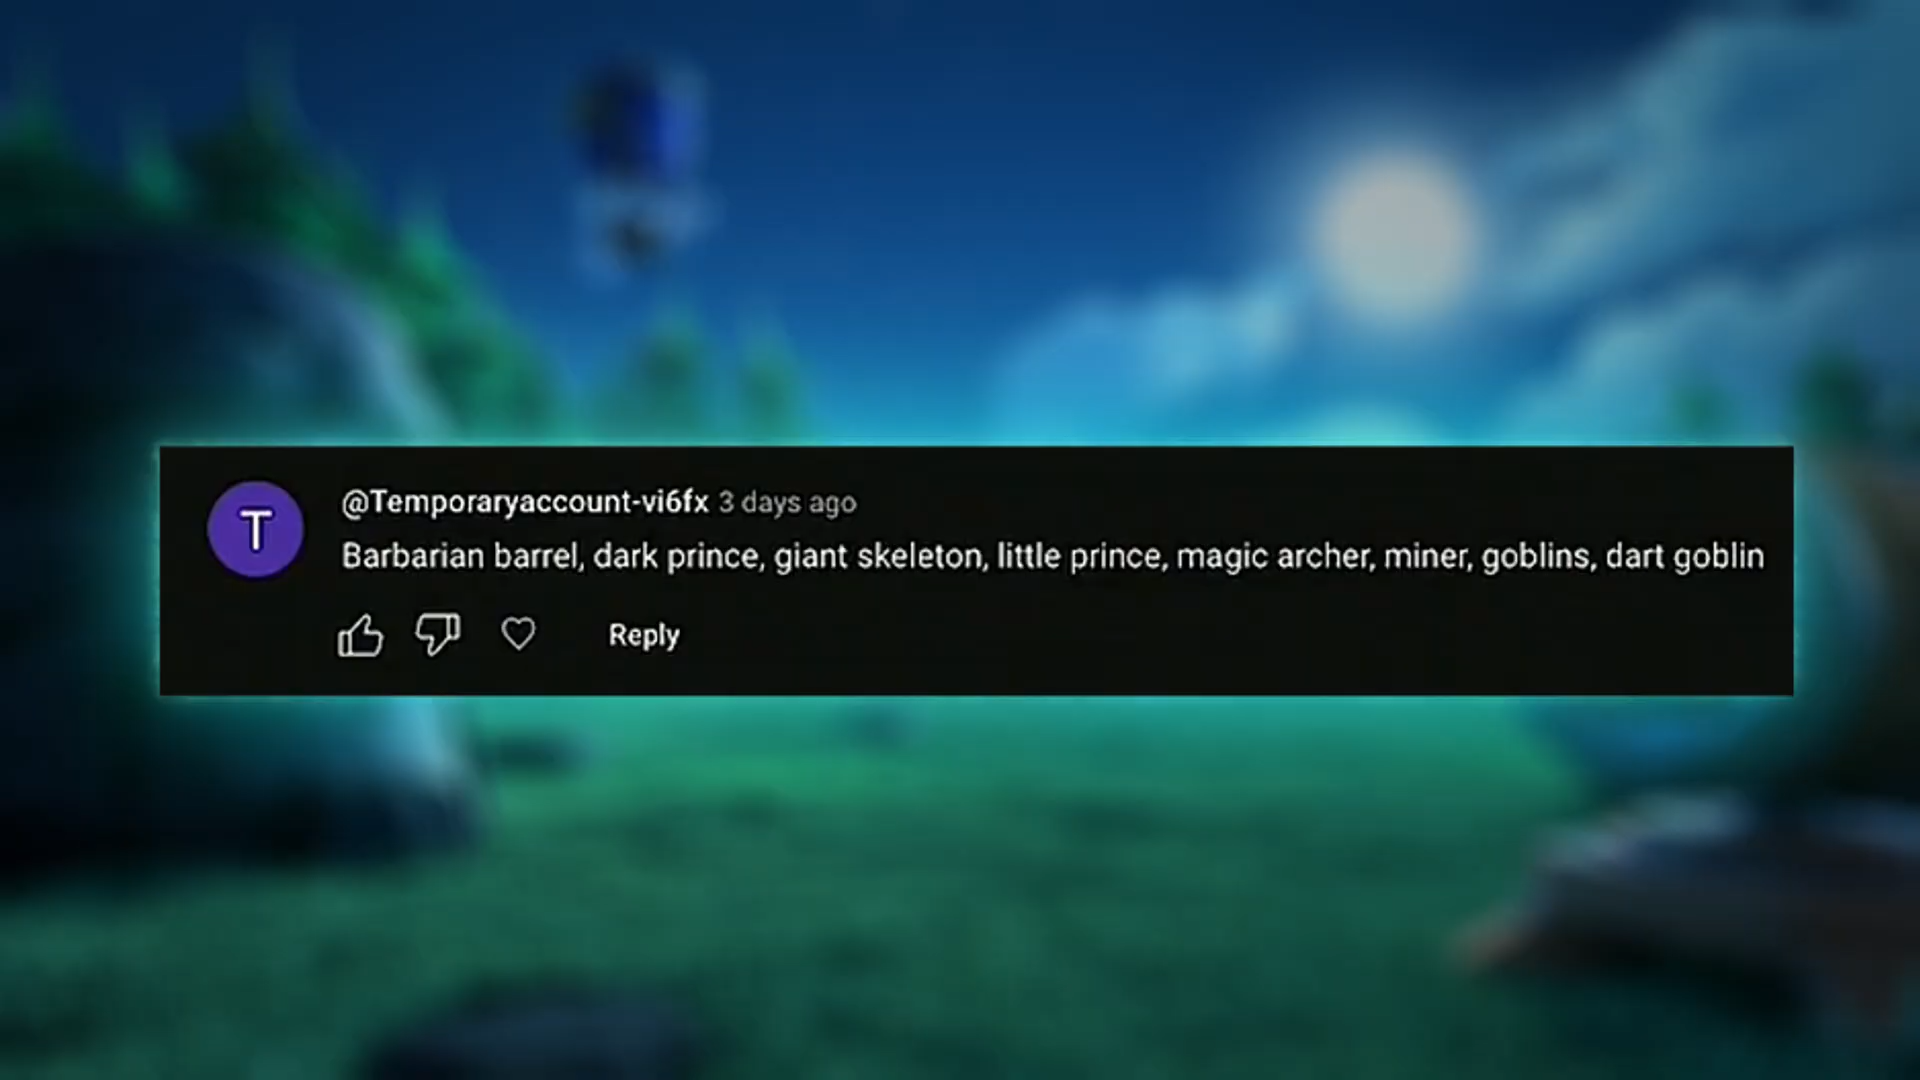 T
@Temporaryaccount-vi6fx 3 days ago
Barbarian barrel, dark prince, giant skeleton, little prince, magic archer, miner, goblins, dart goblin
Reply